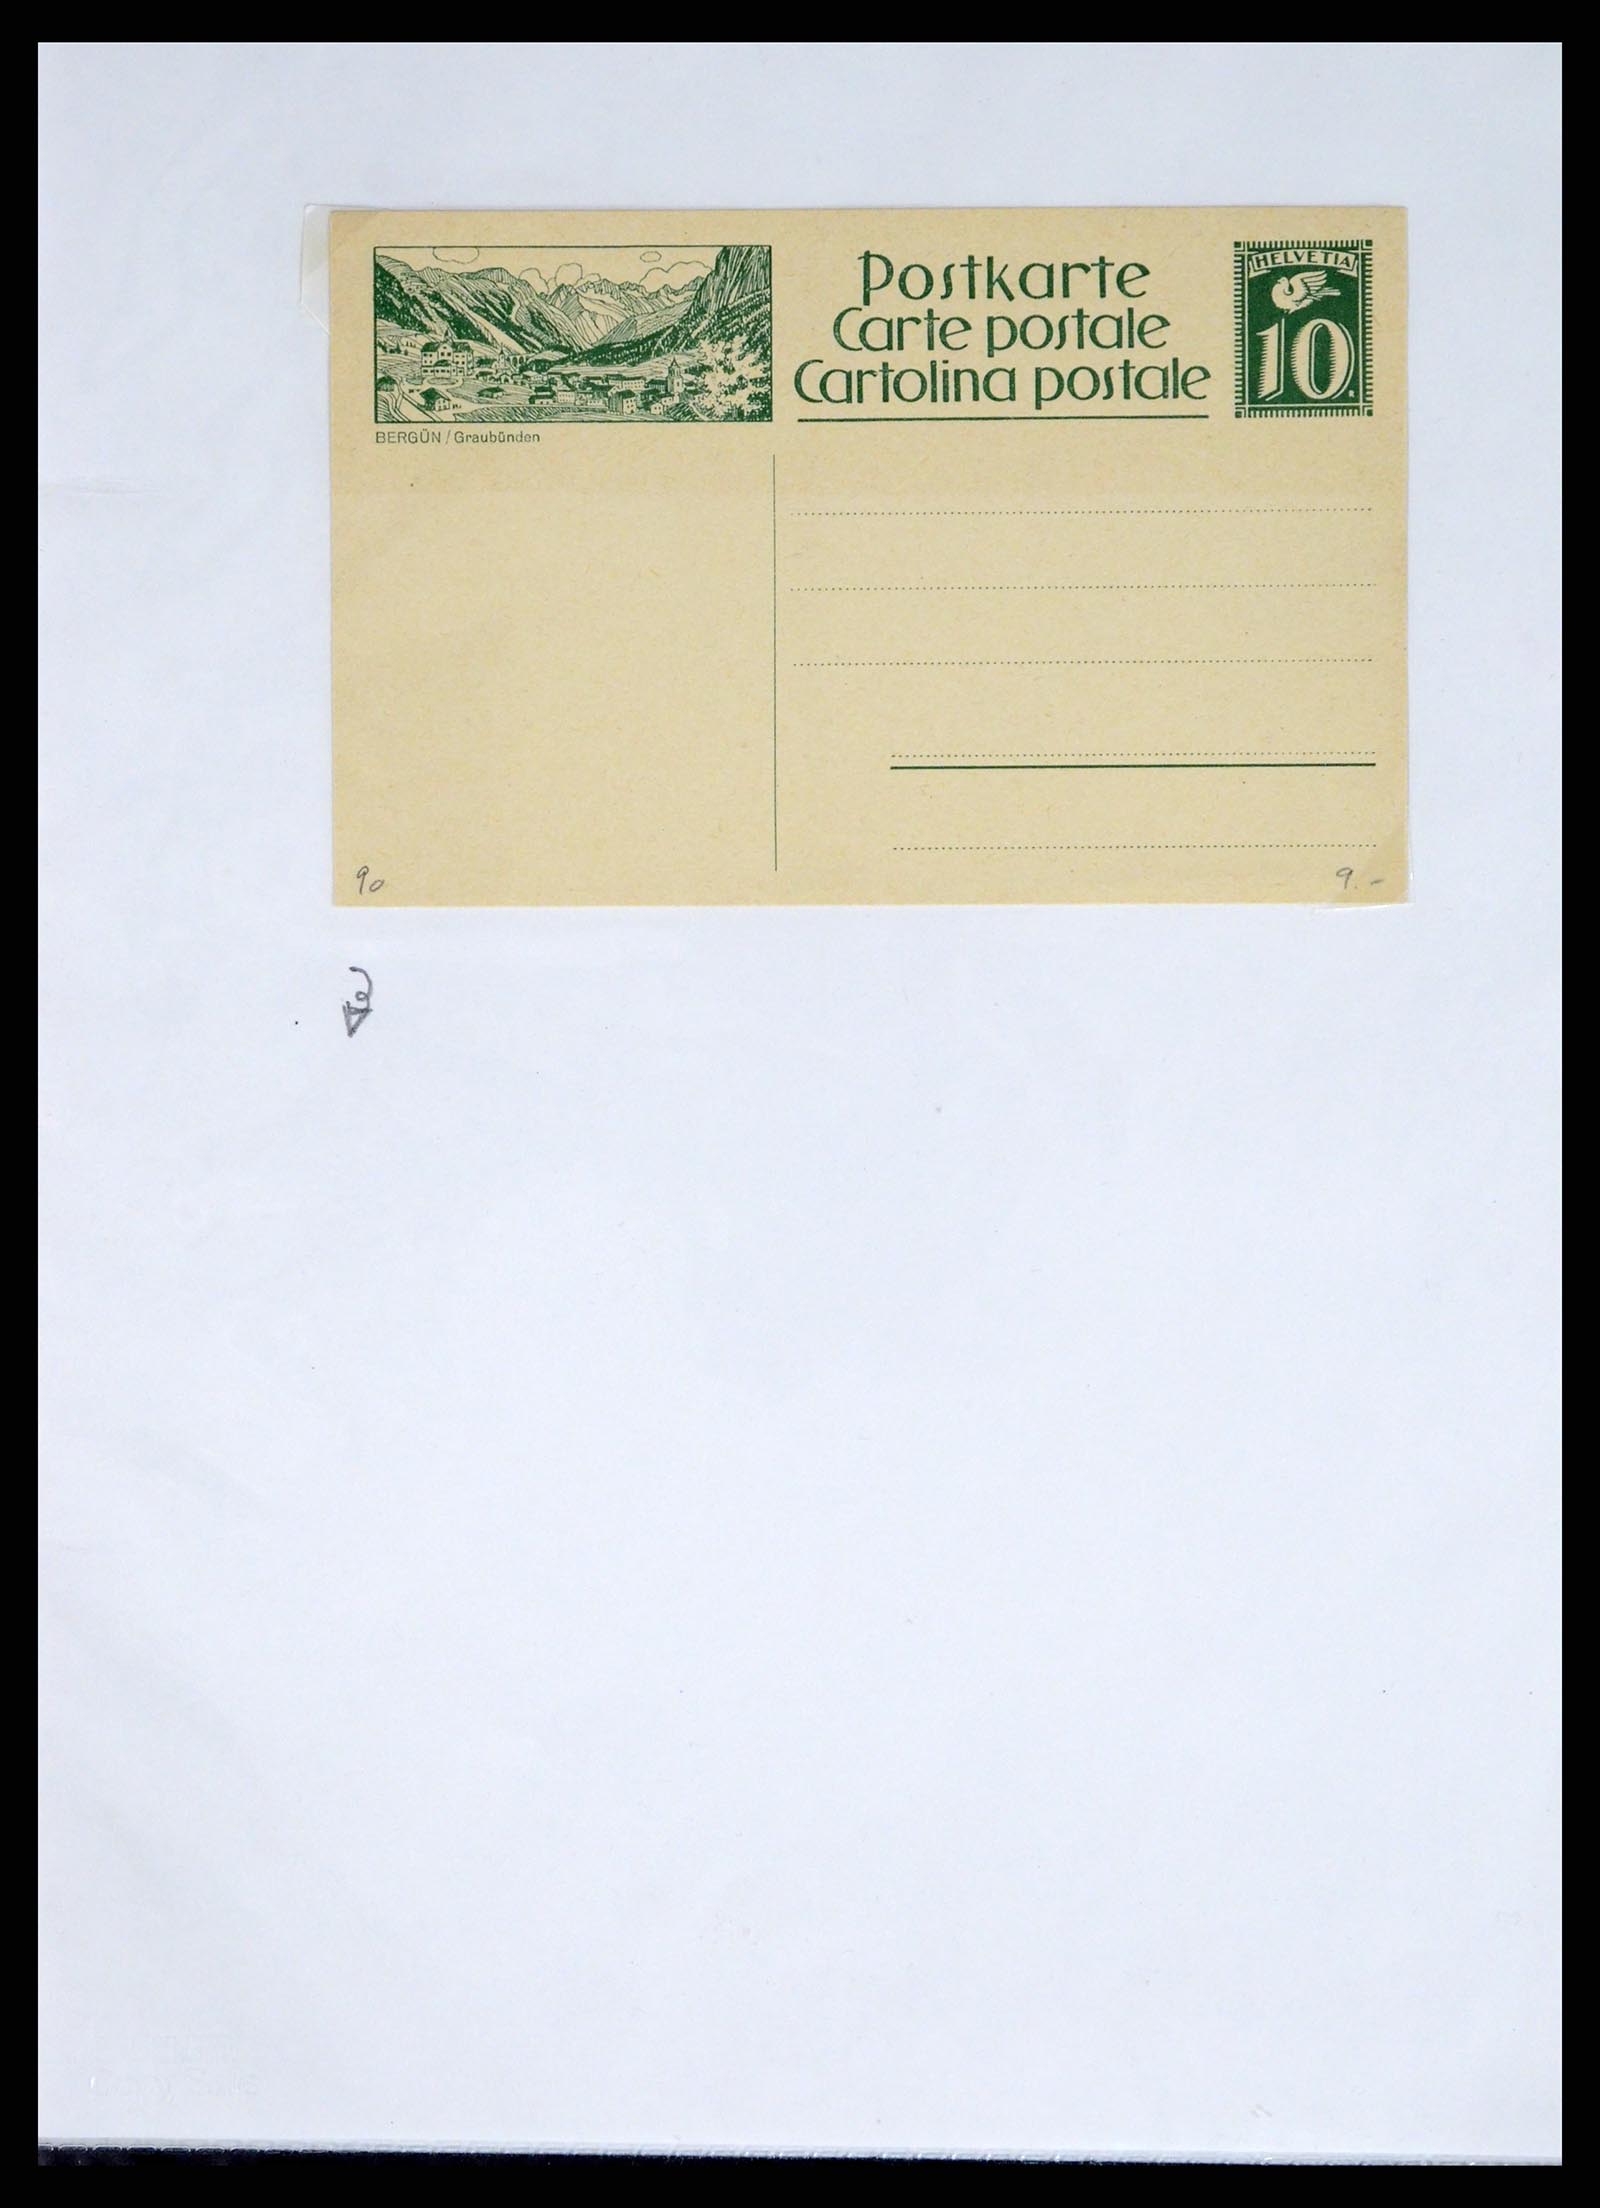 Postkarte
Carte postale
Cartolina postale
HELVETIA
10
BERGÜN / Graubünden
90
9.-